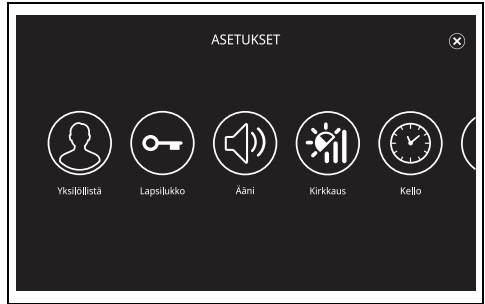 ASETUKSET
Yksilöllistä
Lapsilukko
Ääni
Kirkkaus
Kello